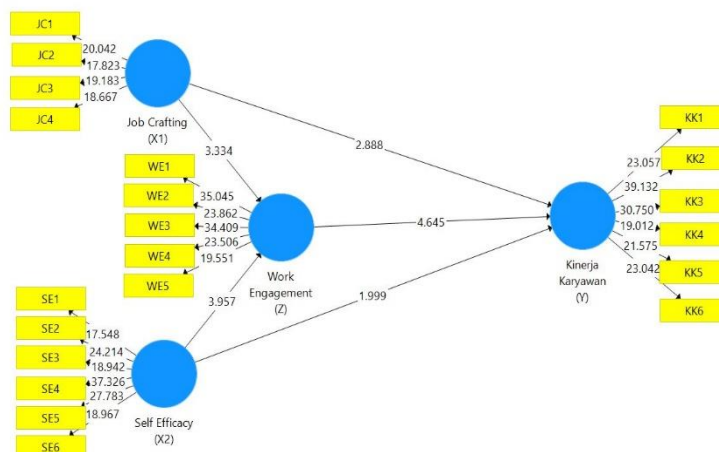 JC1
JC2
JC3
JC4
20.042
17.823
19.183
18.667
Job Crafting
(X1)
3.334
2.888
WE1
WE2
WE3
WE4
WE5
35.045
23.862
34.409
23.506
19.551
Work
Engagement
(Z)
4.645
3.957
1.999
SE1
SE2
SE3
SE4
SE5
SE6
17.548
24.214
18.942
37.326
27.783
18.967
Self Efficacy
(X2)
Kinerja
Karyawan
(Y)
23.057
39.132
30.750
19.012
21.575
23.042
KK1
KK2
KK3
KK4
KK5
KK6